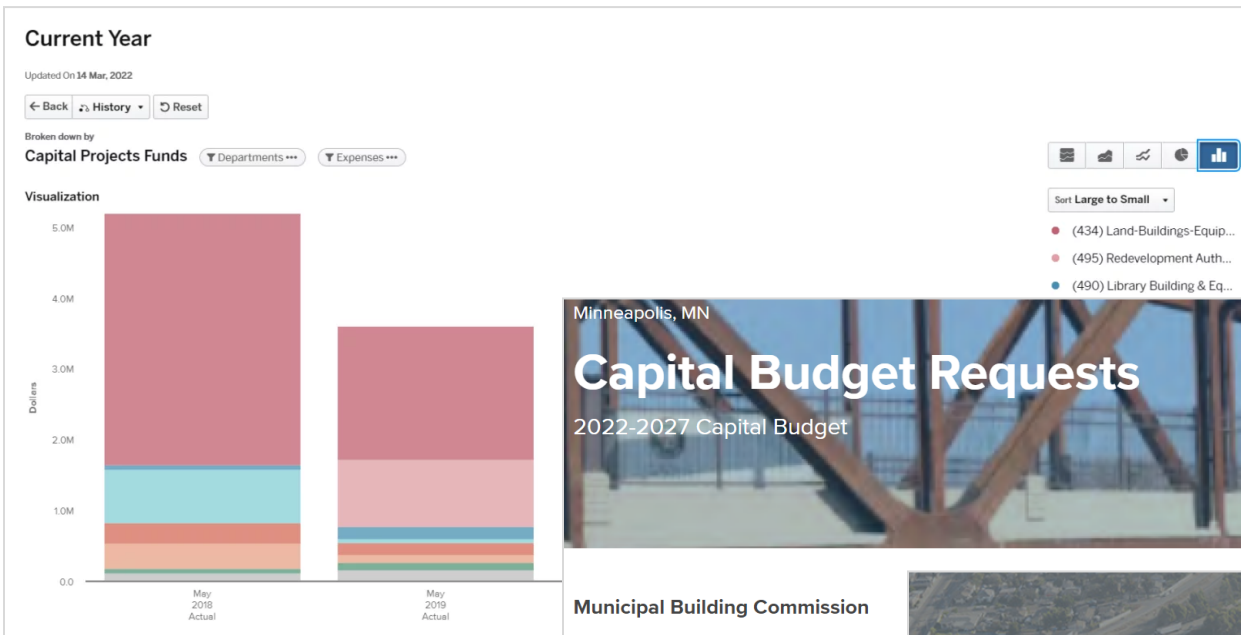 Current Year
Updated On 14 Mar, 2022
Back History Reset
Broken down by
Capital Projects Funds Departments ••• Expenses •••
Visualization
Sort Large to Small
(434) Land-Buildings-Equip...
(495) Redevelopment Auth...
(490) Library Building & Eq...
5.0M
4.0M
3.0M
2.0M
1.0M
0.0
Dollars
May
2018
Actual
May
2019
Actual
Minneapolis, MN
Capital Budget Requests
2022-2027 Capital Budget
Municipal Building Commission